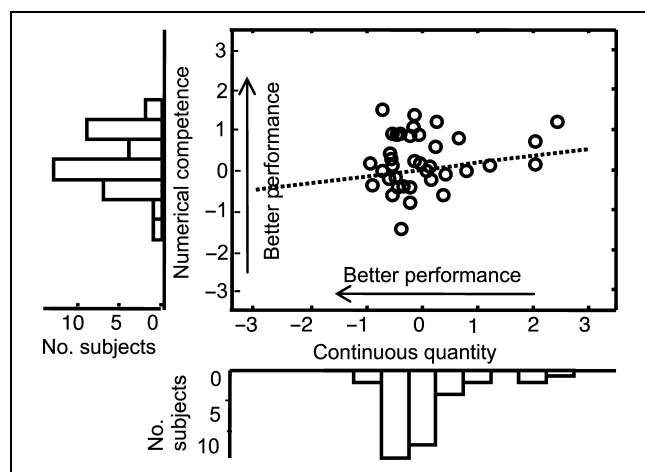 3
2
1
0
−1
−2
−3
Numerical competence
Better performance
Better performance
−3 −2 −1 0 1 2 3
Continuous quantity
10 5 0
No. subjects
0
5
10
No.
subjects